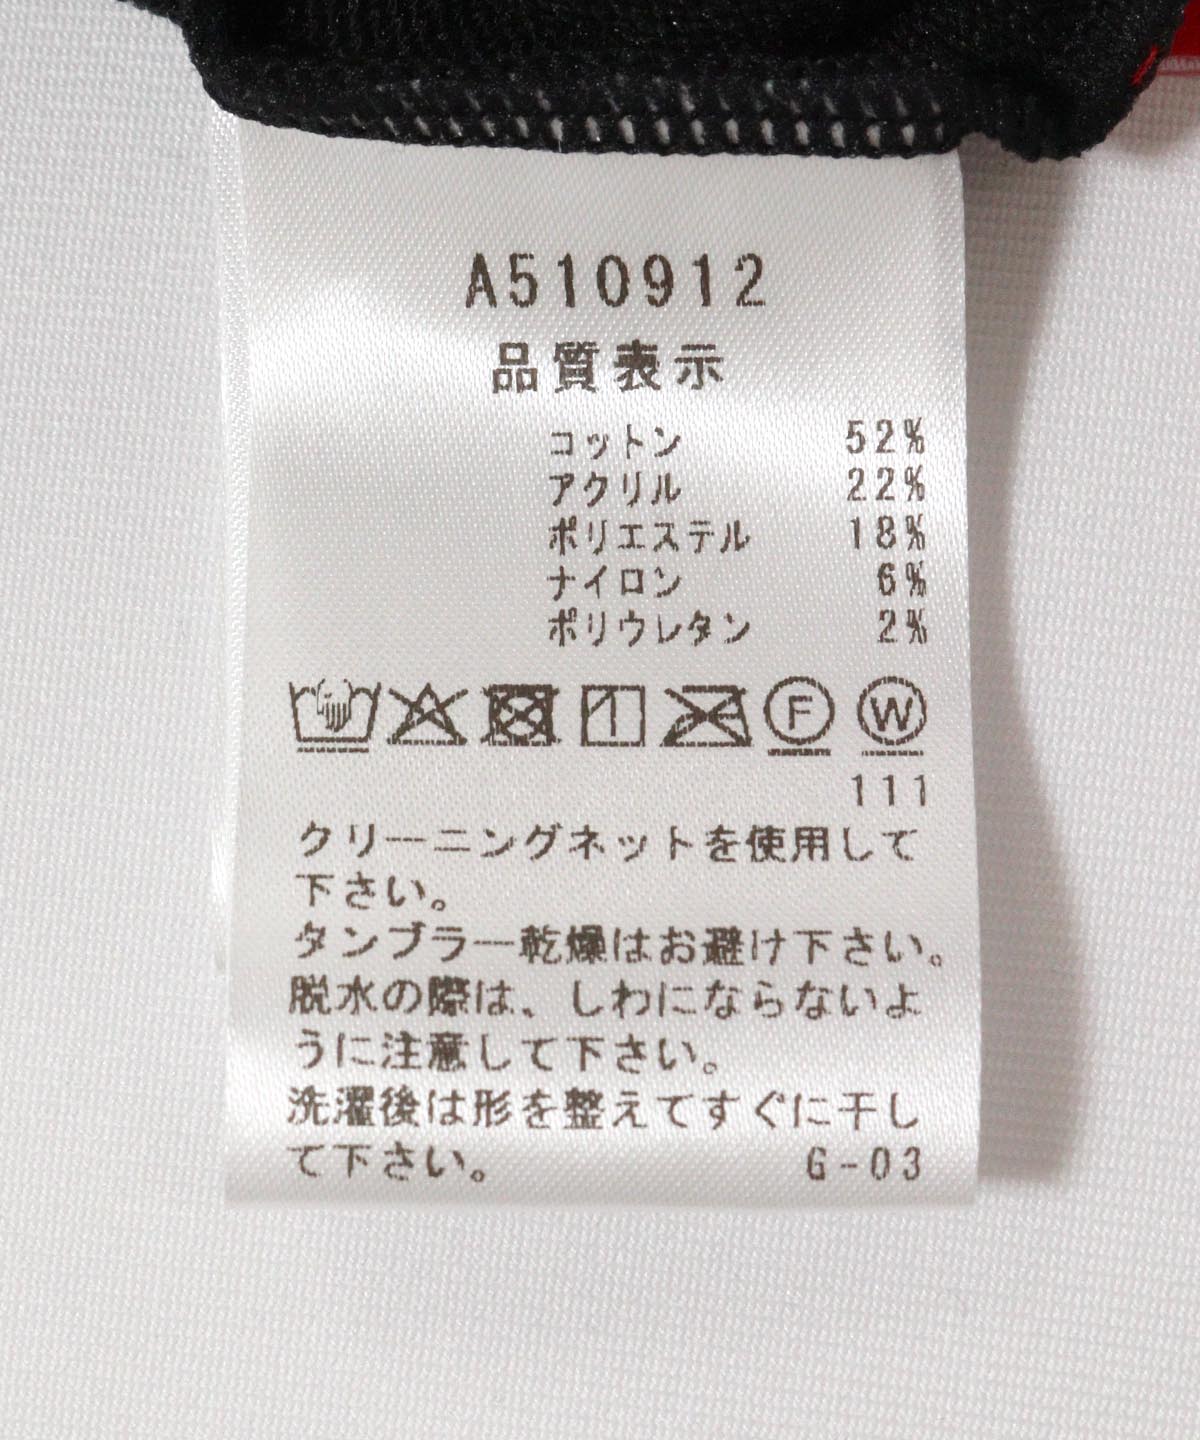 A510912
品質表示
コットン 52%
アクリル 22%
ポリエステル 18%
ナイロン 6%
ポリウレタン 2%
F W
111
クリーニングネットを使用して
下さい。
タンブラー乾燥はお避け下さい。
脱水の際は、しわにならないよ
うに注意して下さい。
洗濯後は形を整えてすぐに干し
て下さい。 G-03